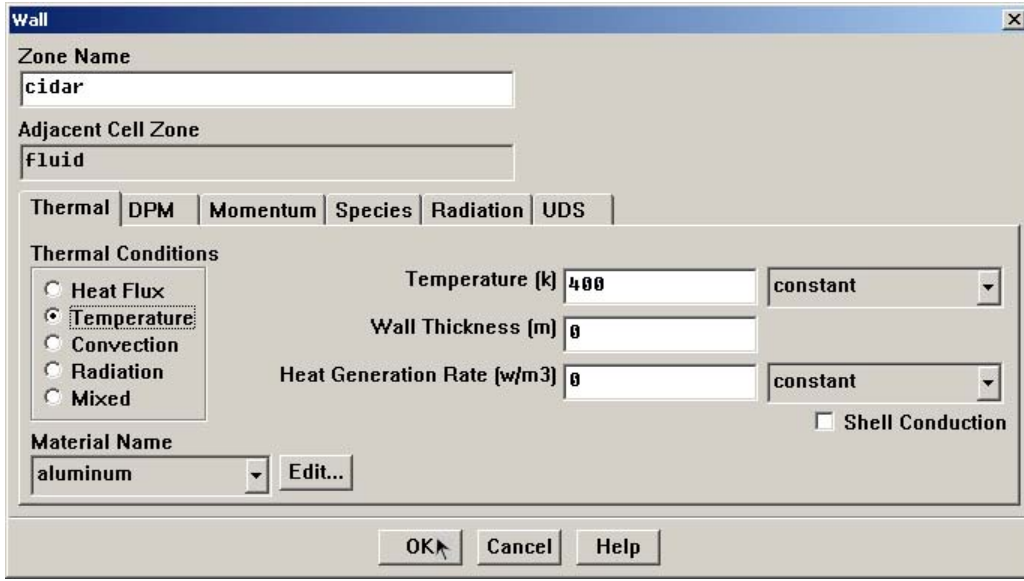 Wall
Zone Name
cidar
Adjacent Cell Zone
fluid
Thermal DPM Momentum Species Radiation UDS
Thermal Conditions
Heat Flux
Temperature
Convection
Radiation
Mixed
Temperature (k) 400 constant
Wall Thickness (m) 0
Heat Generation Rate (w/m3) 0 constant
Shell Conduction
Material Name
aluminum Edit...
OK Cancel Help